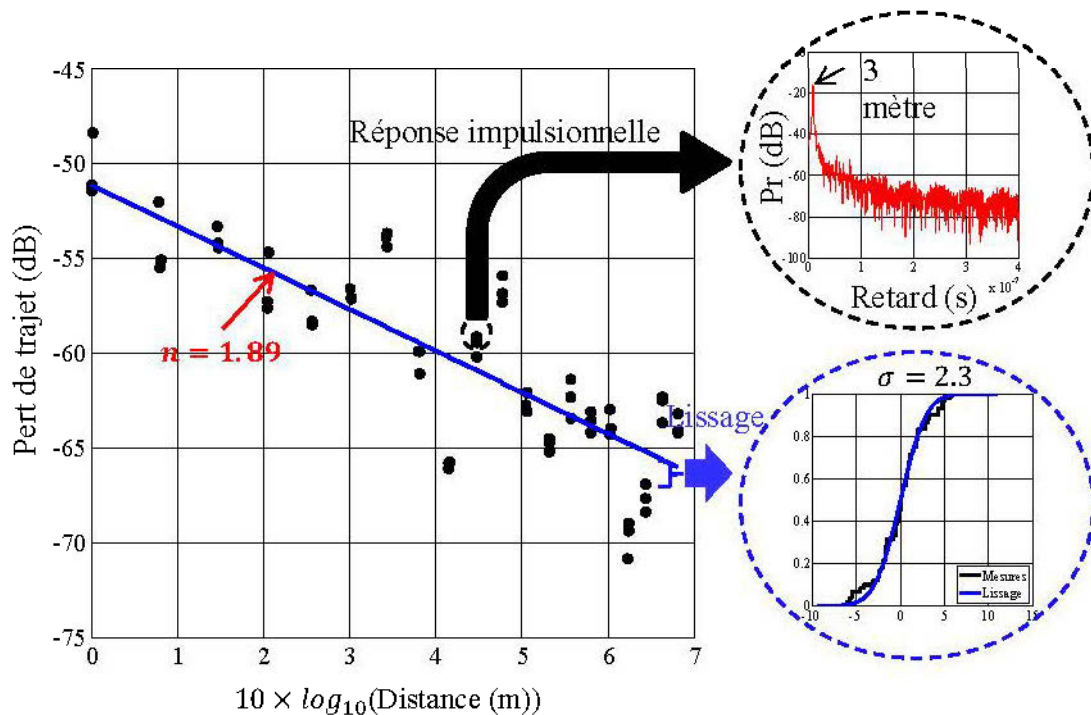 -45
-50
-55
-60
-65
-70
-75
Pert de trajet (dB)
0 1 2 3 4 5 6 7
10 × log₁₀(Distance (m))
n = 1.89
Réponse impulsionnelle
Lissage
3
mètre
Pr (dB)
-20
-40
-60
-80
-100
0 1 2 3 4
Retard (s) × 10⁻⁷
σ = 2.3
1
0.8
0.6
0.4
0.2
0
-10 -5 0 5 10 15
Mesures
Lissage